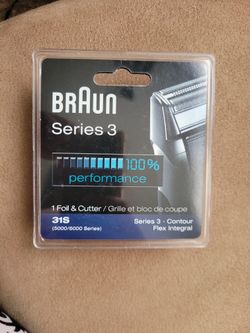 BRAUN
Series 3
100%
performance
1 Foil & Cutter / Grille et bloc de coupe
31S
Series 3 - Contour
(5000/6000 Series)
Flex Integral